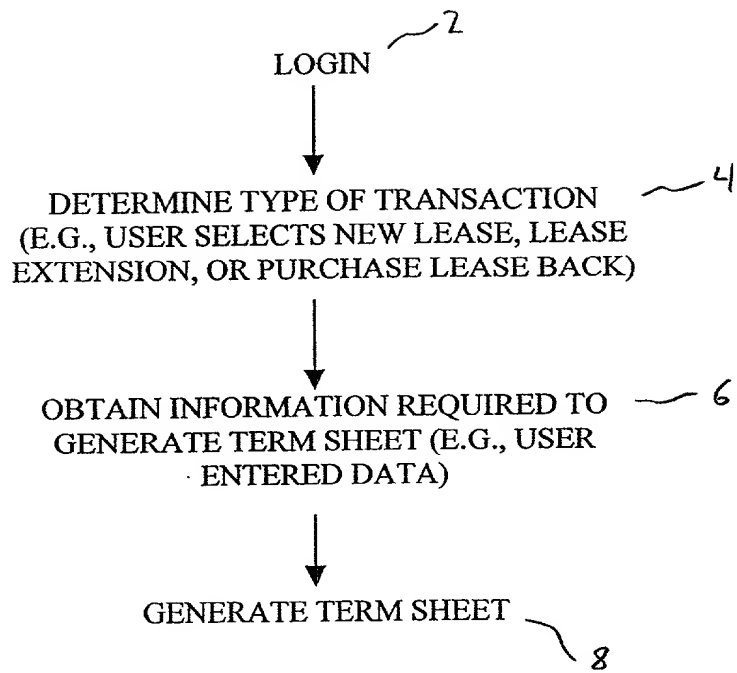 LOGIN 2
DETERMINE TYPE OF TRANSACTION 4
(E.G., USER SELECTS NEW LEASE, LEASE
EXTENSION, OR PURCHASE LEASE BACK)
OBTAIN INFORMATION REQUIRED TO 6
GENERATE TERM SHEET (E.G., USER
ENTERED DATA)
GENERATE TERM SHEET
8